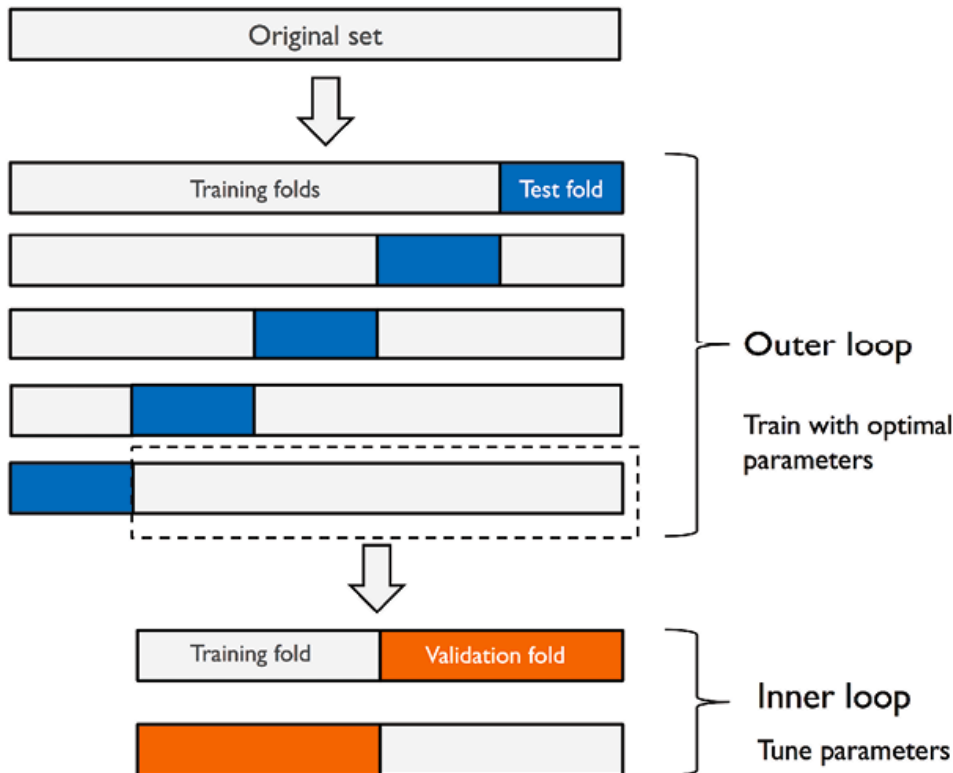 Original set
Training folds
Test fold
Outer loop
Train with optimal
parameters
Training fold
Validation fold
Inner loop
Tune parameters